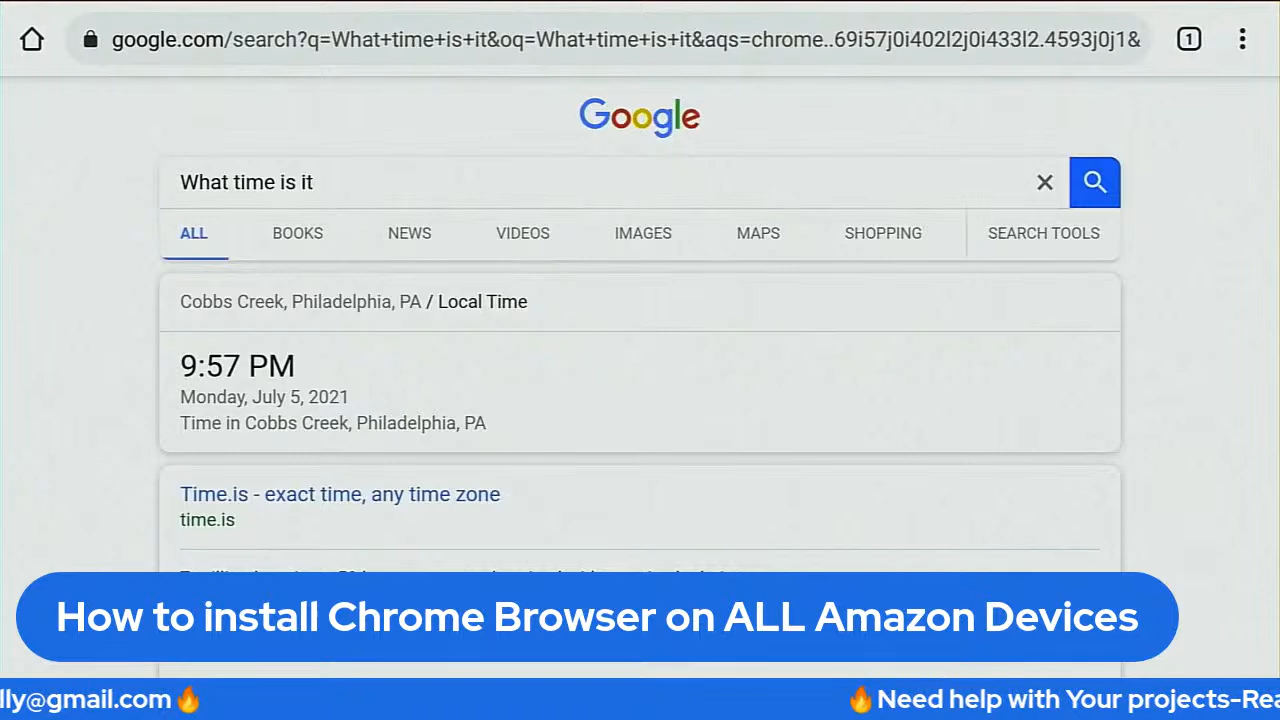 google.com/search?q=What+time+is+it&oq=What+time+is+it&aqs=chrome..69i57j0i402l2j0i433l2.4593j0j1&
1
Google
What time is it
ALL BOOKS NEWS VIDEOS IMAGES MAPS SHOPPING SEARCH TOOLS
Cobbs Creek, Philadelphia, PA / Local Time
9:57 PM
Monday, July 5, 2021
Time in Cobbs Creek, Philadelphia, PA
Time.is - exact time, any time zone
time.is
How to install Chrome Browser on ALL Amazon Devices
lly@gmail.com🔥 🔥Need help with Your projects-Rea